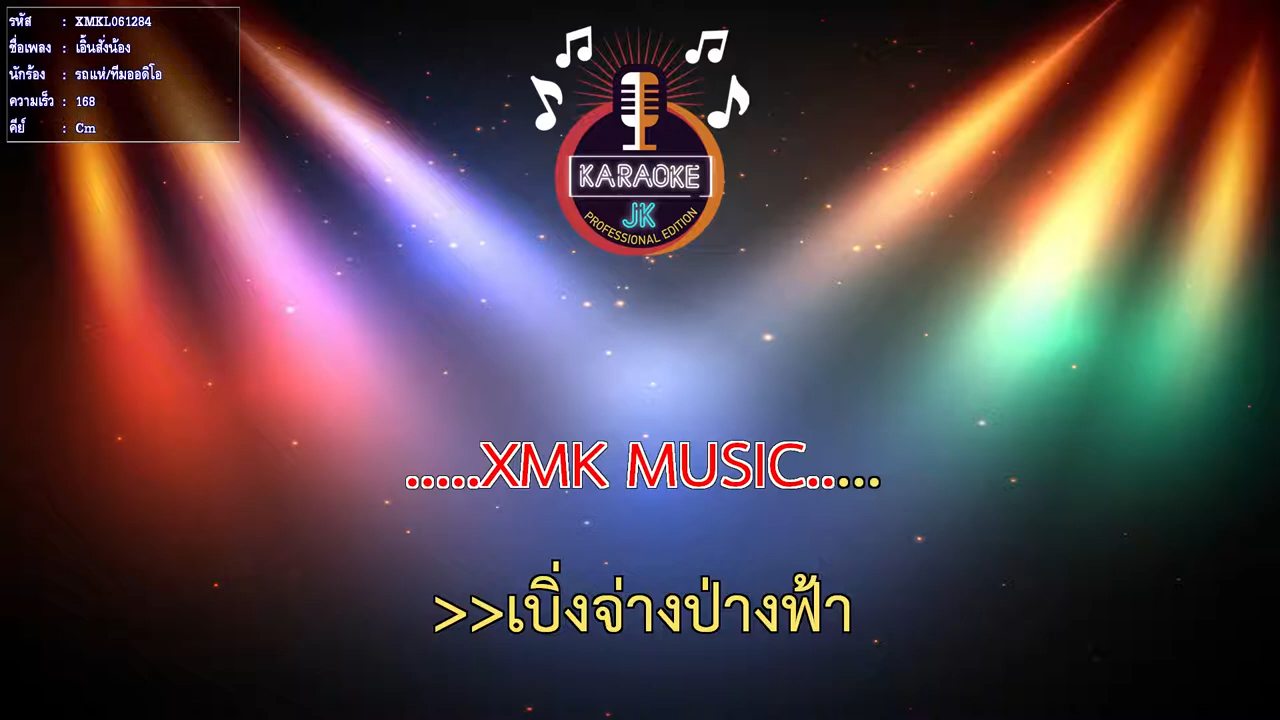 รหัส : XMKL061284
ชื่อเพลง : เอิ้นสั่งน้อง
นักร้อง : รถแห่/ทีมออดิโอ
ความเร็ว : 168
คีย์ : Cm
KARAOKE
JK
PROFESSIONAL EDITION
.....XMK MUSIC.....
>>เบิ่งจ่างป่างฟ้า